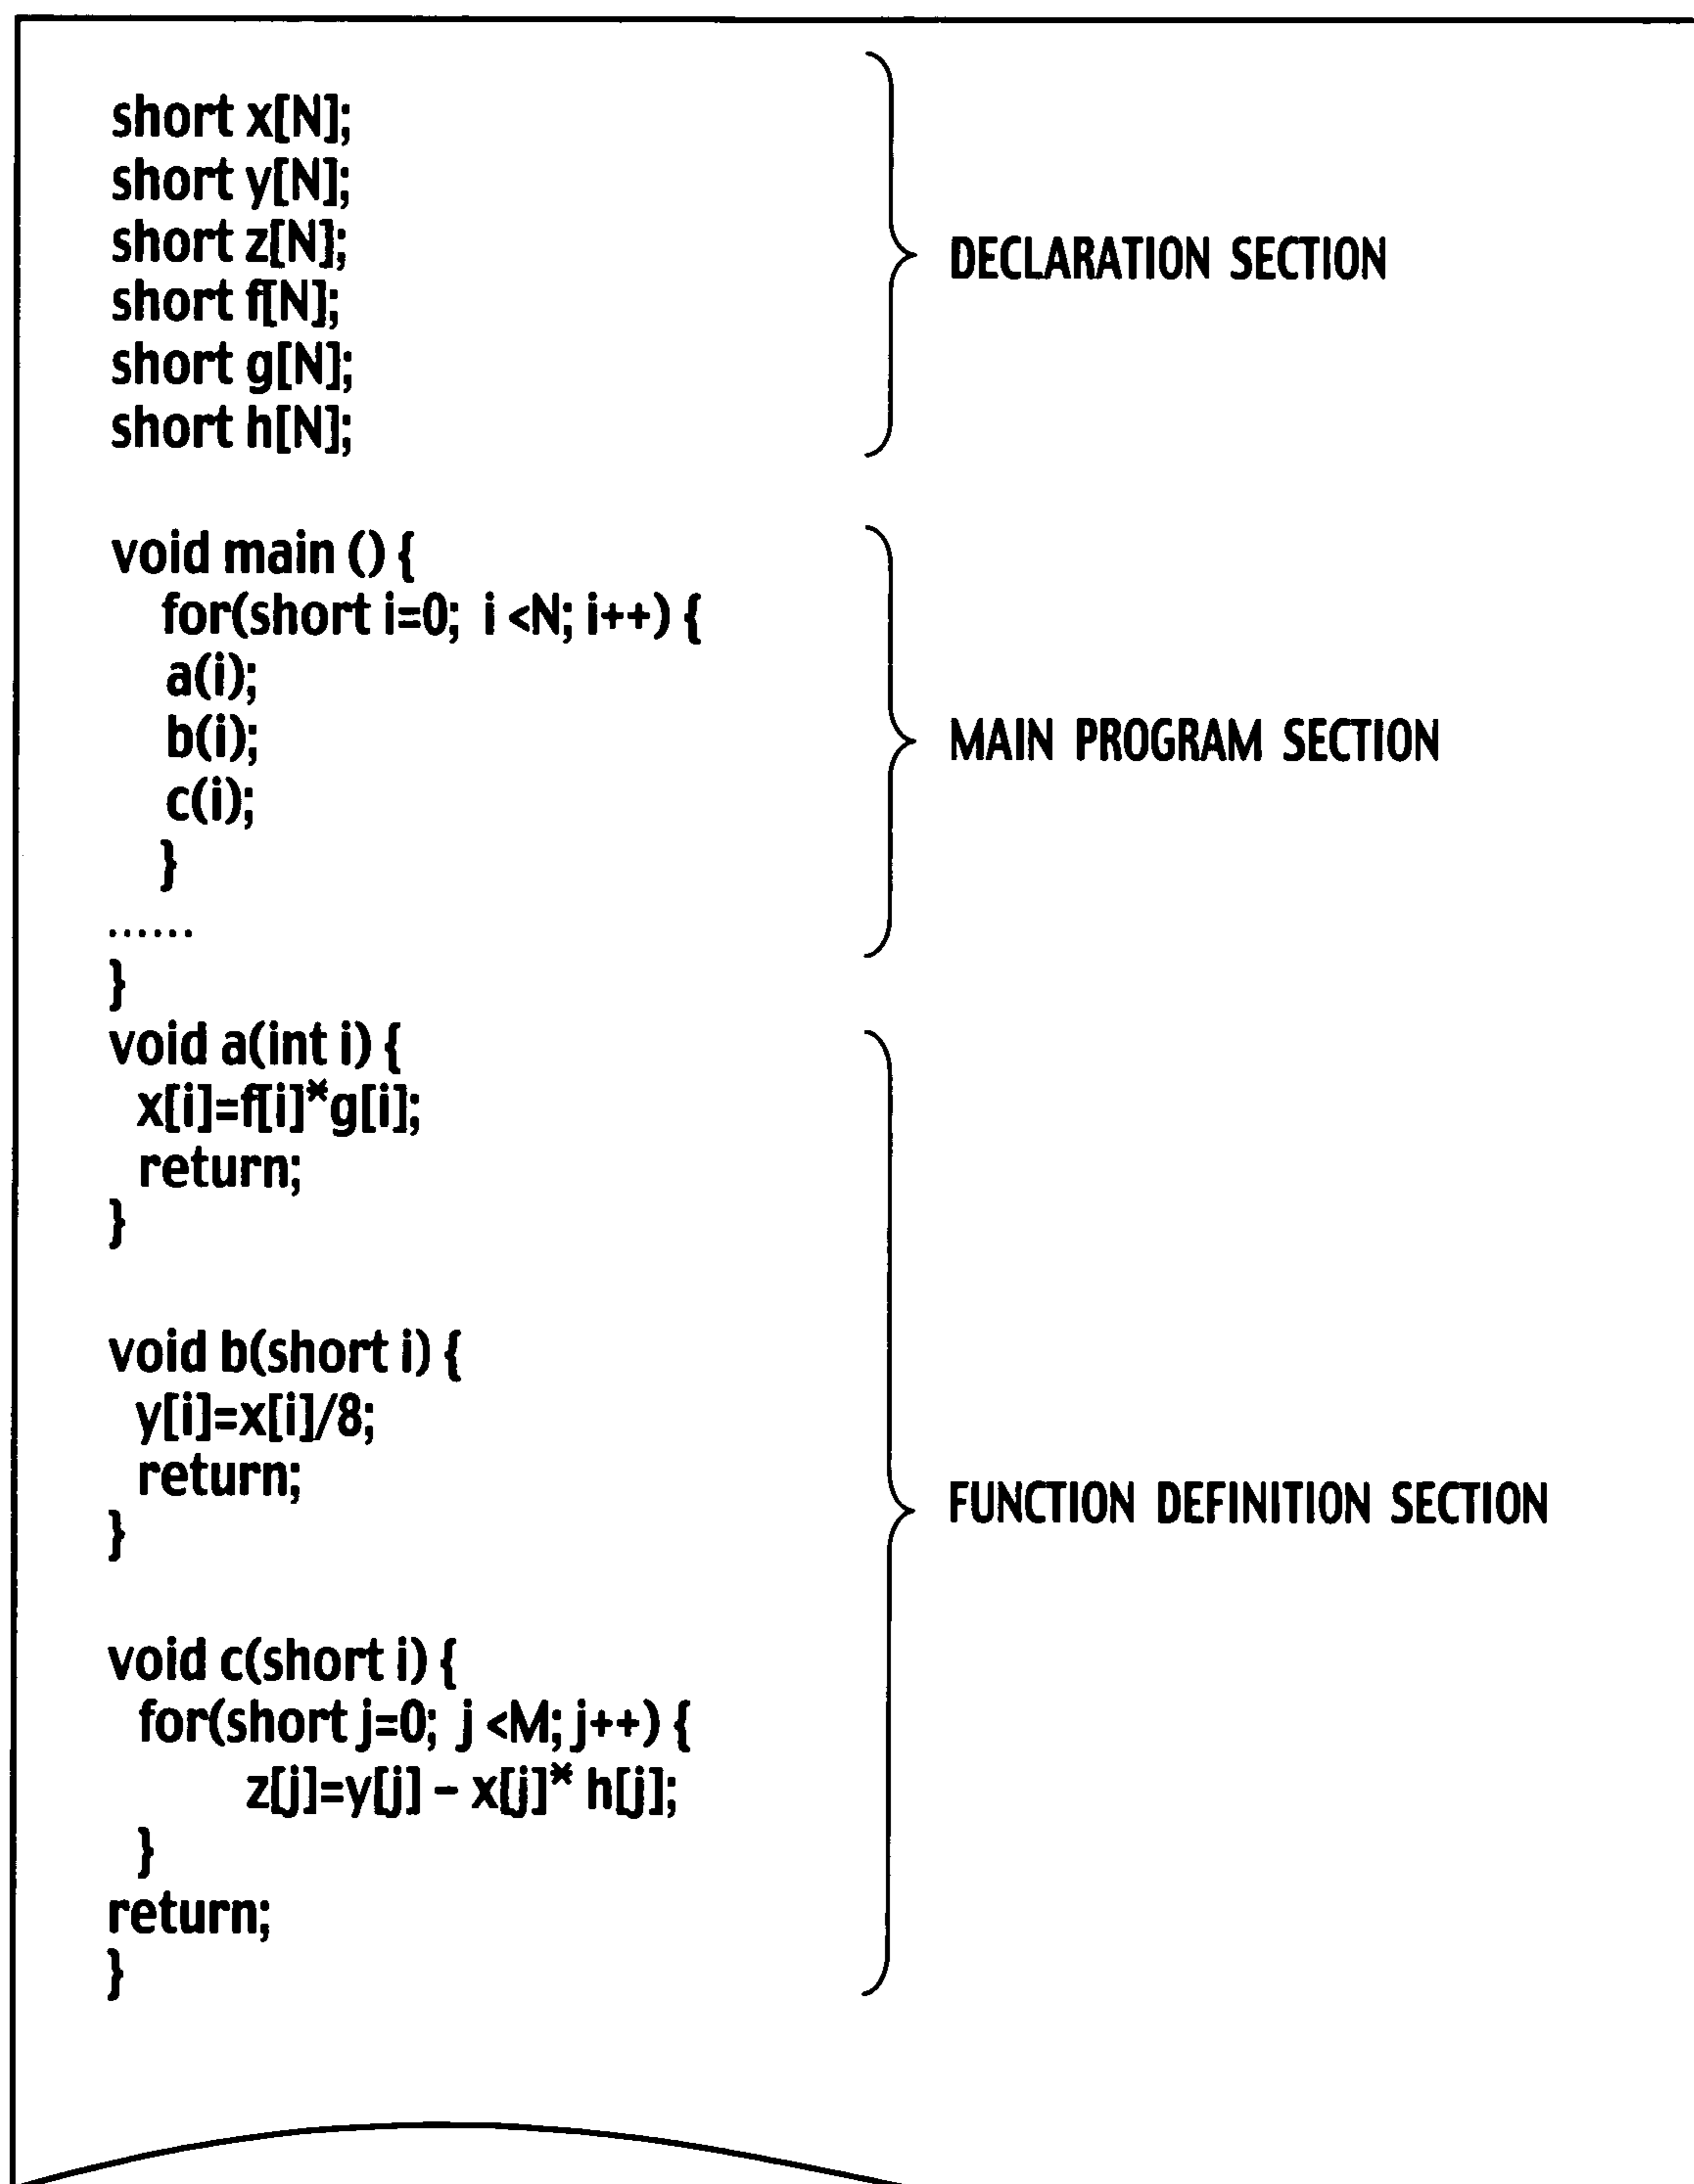 short x[N];
short y[N];
short z[N];
short f[N];
short g[N];
short h[N];
DECLARATION SECTION
void main () {
for(short i=0; i <N; i++) {
a(i);
b(i);
c(i);
}
......
}
MAIN PROGRAM SECTION
void a(int i) {
x[i]=f[i]*g[i];
return;
}
void b(short i) {
y[i]=x[i]/8;
return;
}
void c(short i) {
for(short j=0; j <M; j++) {
z[j]=y[j] – x[j]* h[j];
}
return;
}
FUNCTION DEFINITION SECTION